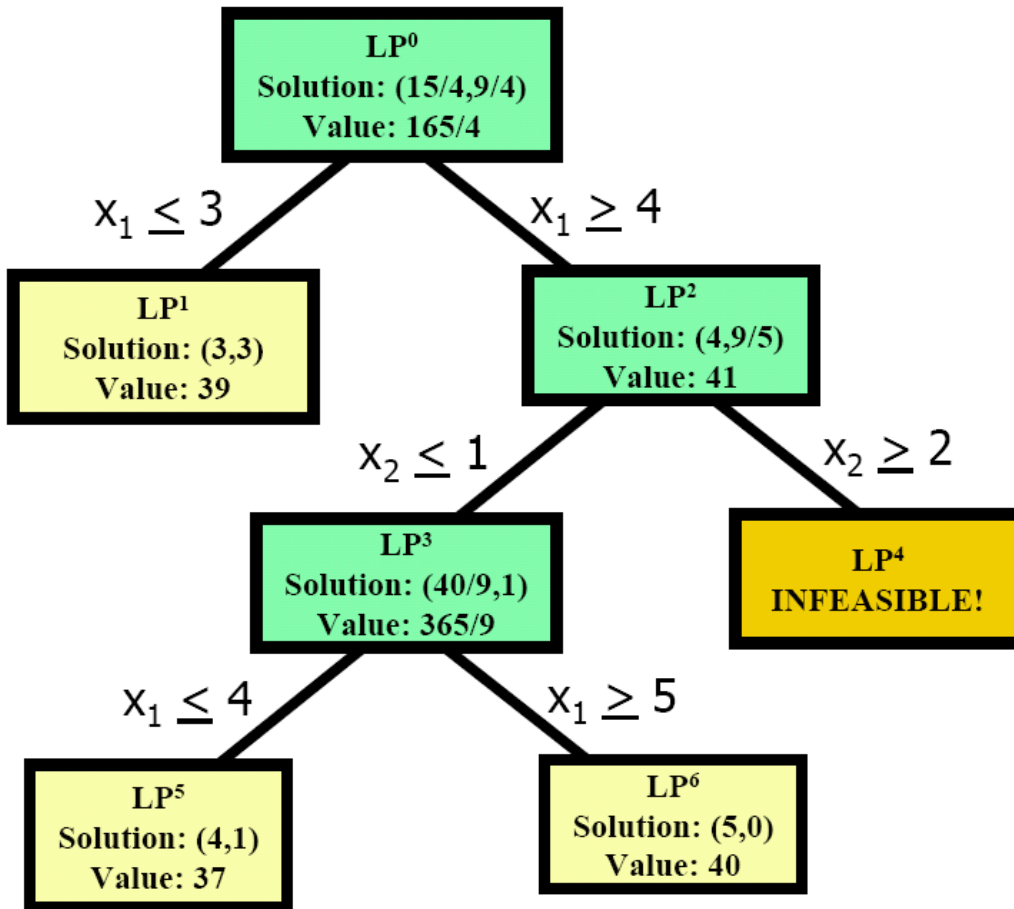 LP⁰
Solution: (15/4,9/4)
Value: 165/4
x₁ ≤ 3
x₁ ≥ 4
LP¹
Solution: (3,3)
Value: 39
LP²
Solution: (4,9/5)
Value: 41
x₂ ≤ 1
x₂ ≥ 2
LP³
Solution: (40/9,1)
Value: 365/9
LP⁴
INFEASIBLE!
x₁ ≤ 4
x₁ ≥ 5
LP⁵
Solution: (4,1)
Value: 37
LP⁶
Solution: (5,0)
Value: 40